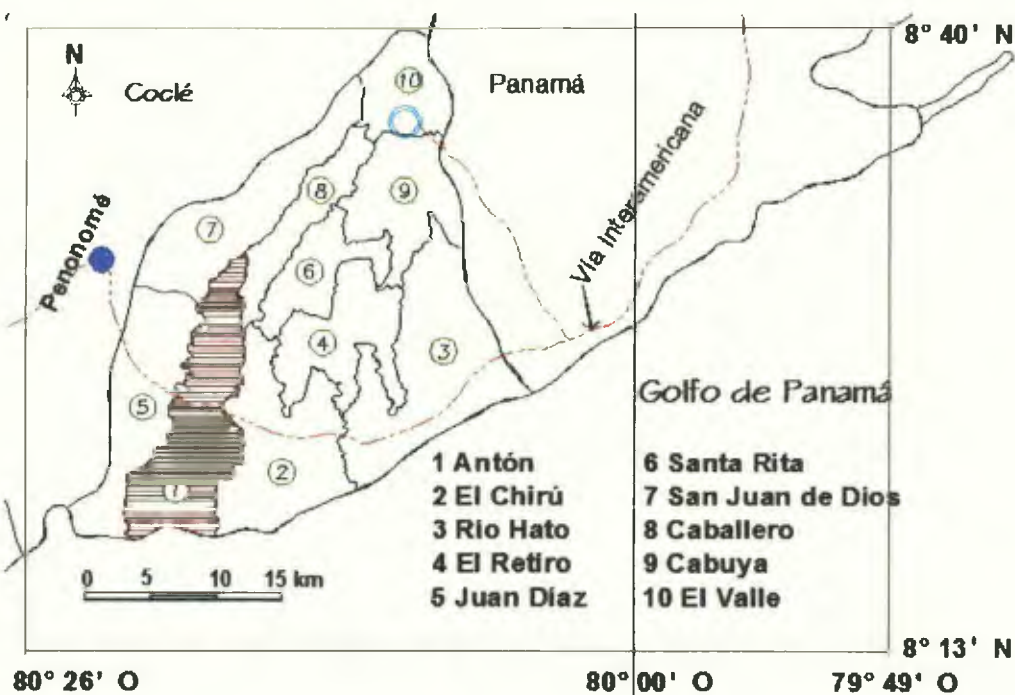 8° 40' N
N
Coclé
Panamá
10
8
9
7
Vía Interamericana
Penonomé
6
4
3
5
Golfo de Panamá
2
1
1 Antón
2 El Chirú
3 Rio Hato
4 El Retiro
5 Juan Díaz
6 Santa Rita
7 San Juan de Dios
8 Caballero
9 Cabuya
10 El Valle
0 5 10 15 km
8° 13' N
80° 26' O
80° 00' O
79° 49' O